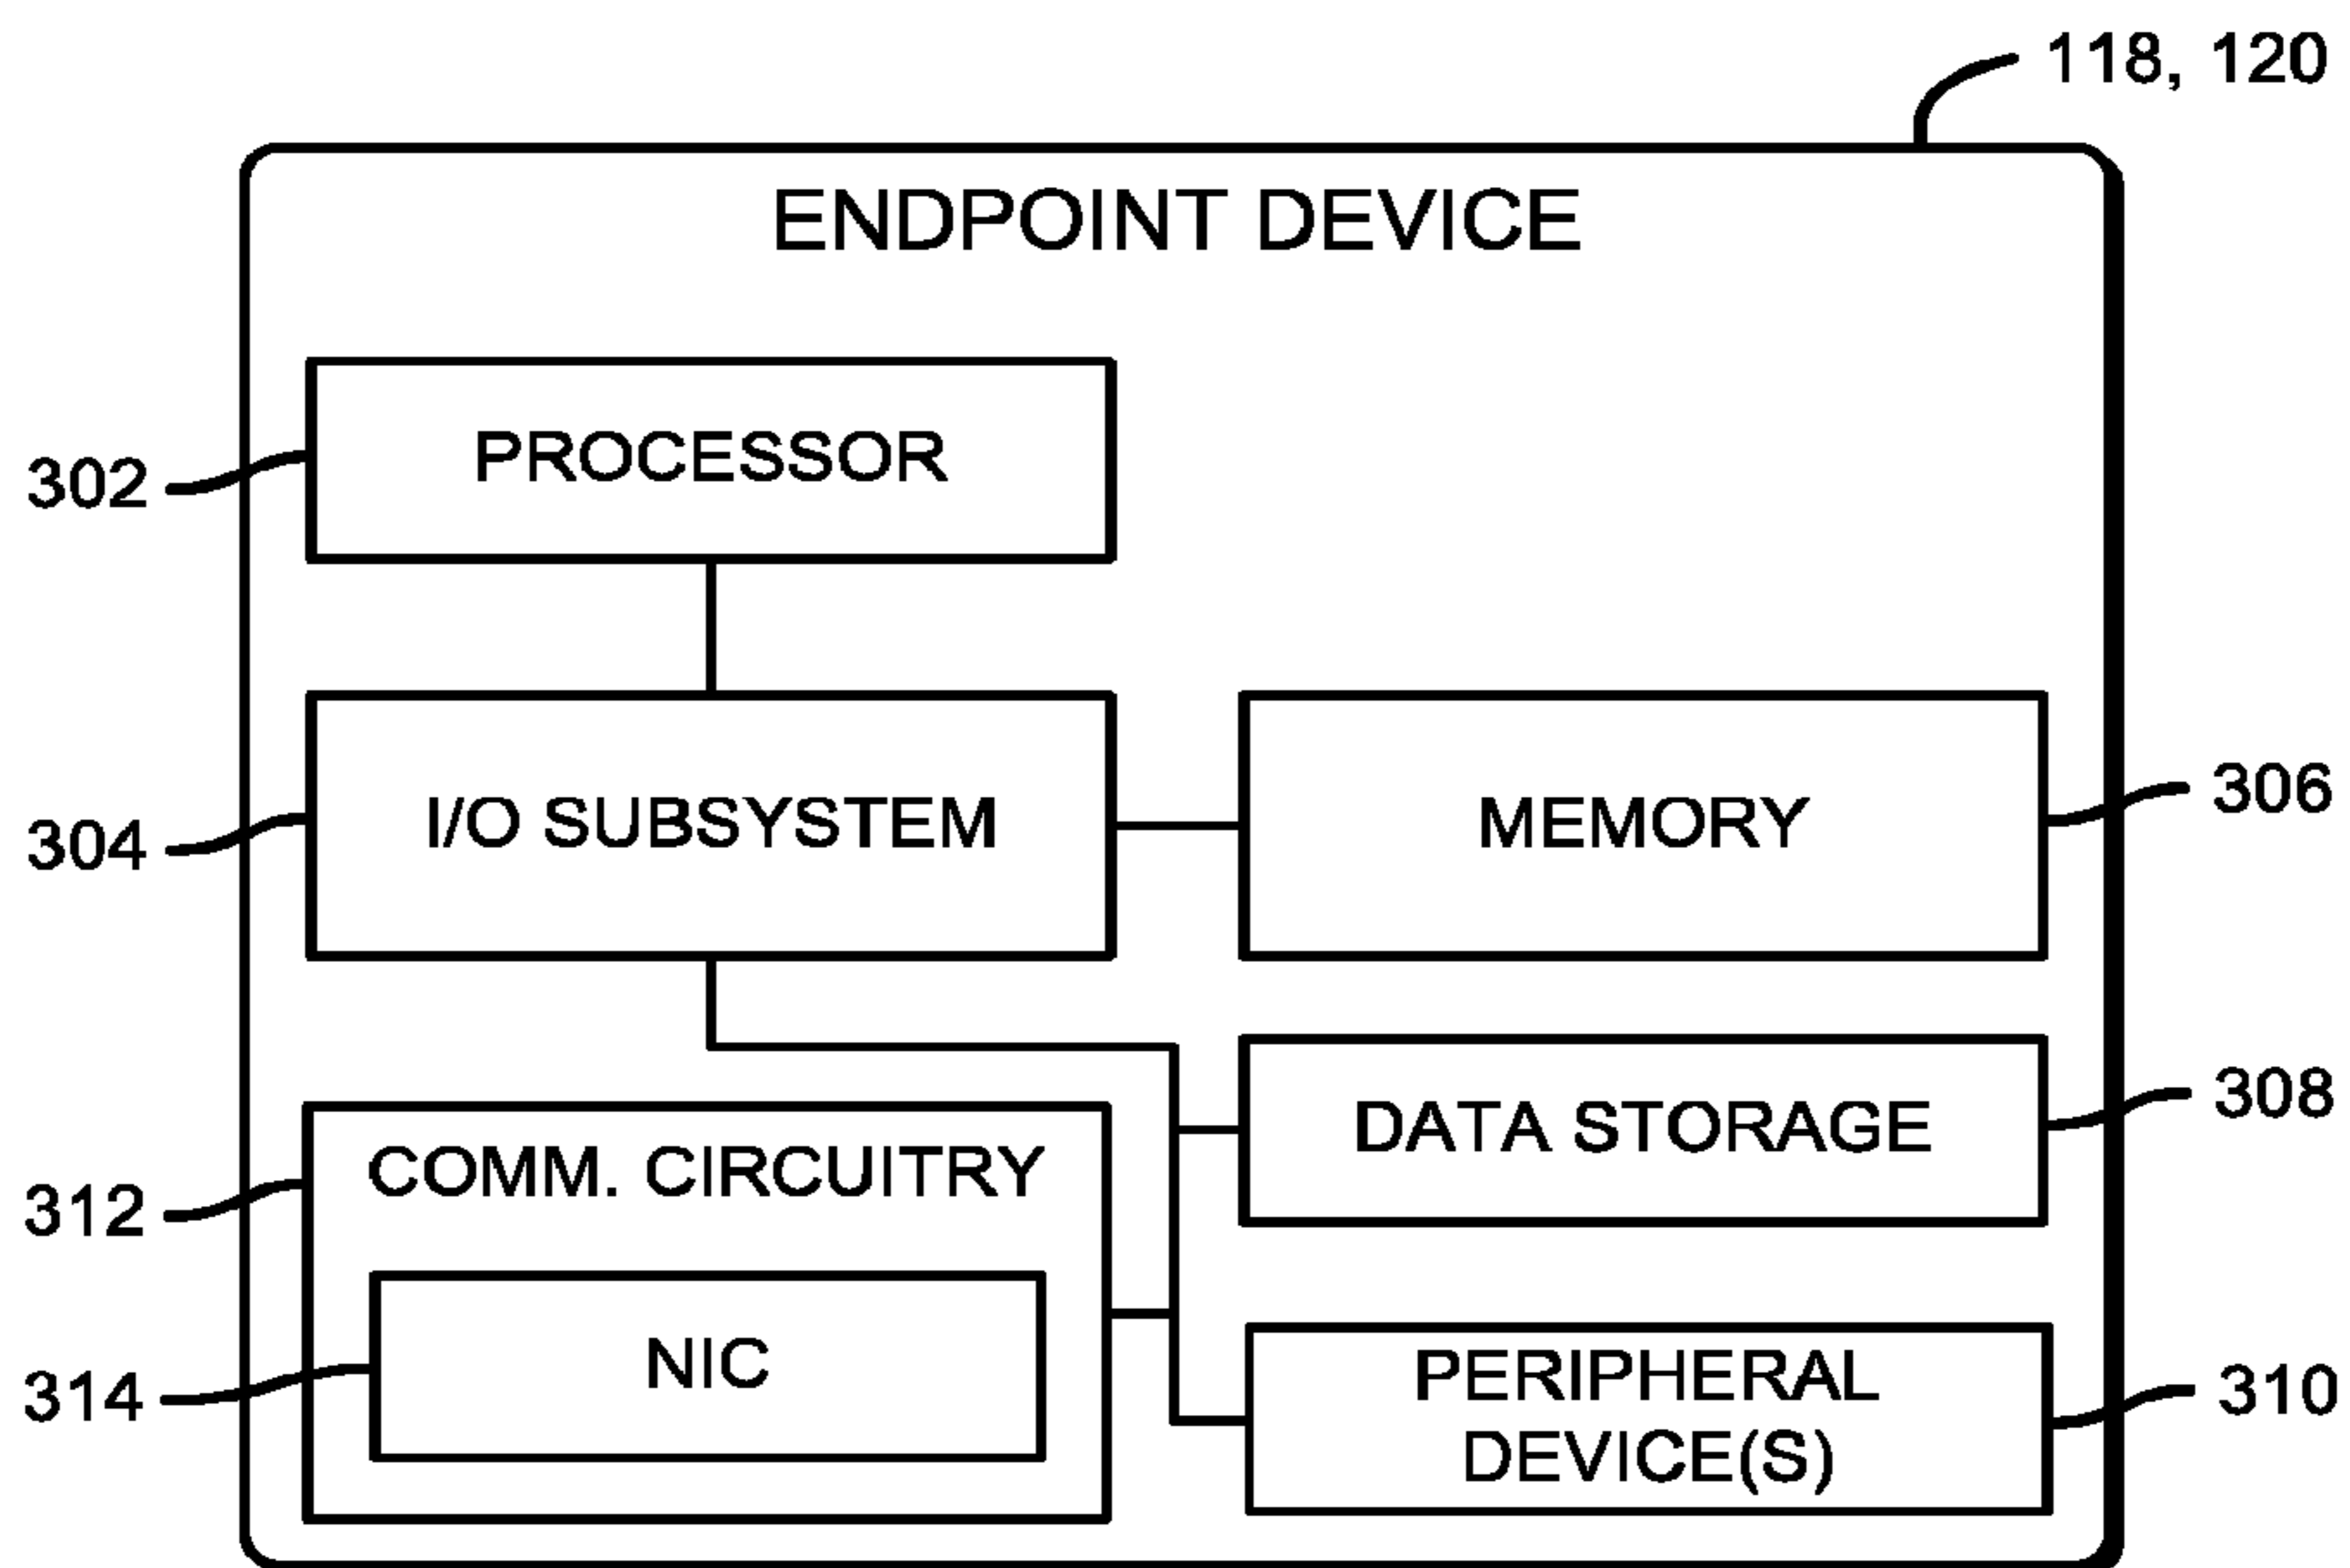 118, 120
ENDPOINT DEVICE
302
PROCESSOR
304
I/O SUBSYSTEM
MEMORY
306
DATA STORAGE
308
312
COMM. CIRCUITRY
314
NIC
PERIPHERAL
DEVICE(S)
310